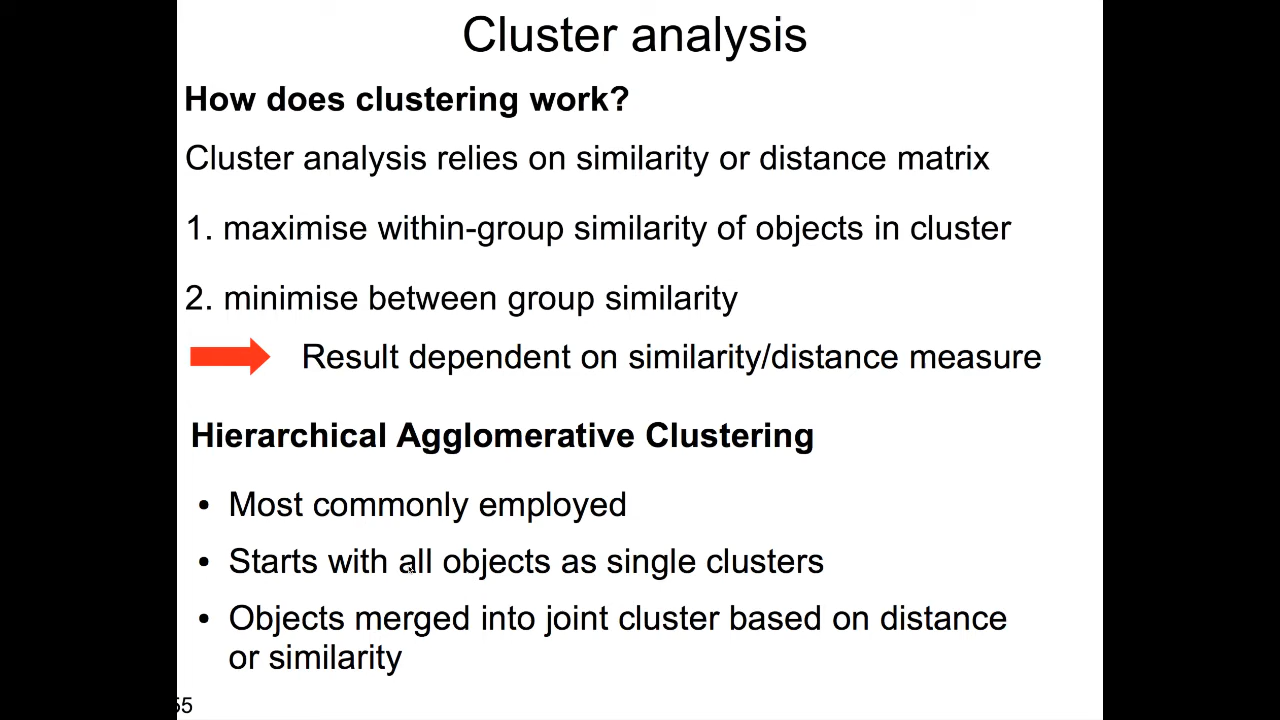 Cluster analysis
How does clustering work?
Cluster analysis relies on similarity or distance matrix
1. maximise within-group similarity of objects in cluster
2. minimise between group similarity
Result dependent on similarity/distance measure
Hierarchical Agglomerative Clustering
• Most commonly employed
• Starts with all objects as single clusters
• Objects merged into joint cluster based on distance
or similarity
55